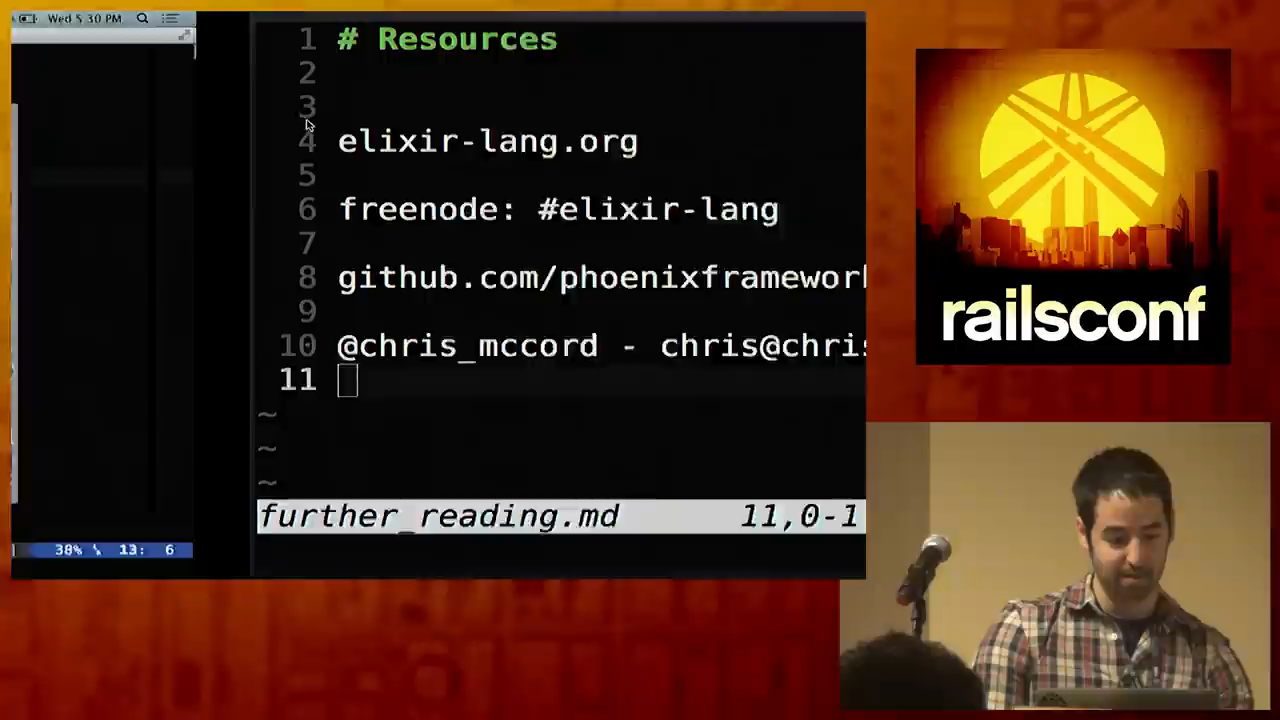 Wed 5 30 PM
1 # Resources
2
3
4 elixir-lang.org
5
6 freenode: #elixir-lang
7
8 github.com/phoenixframework
9
10 @chris_mccord - chris@chris
11
~
~
~
further_reading.md 11,0-1
38% 13: 6
railsconf